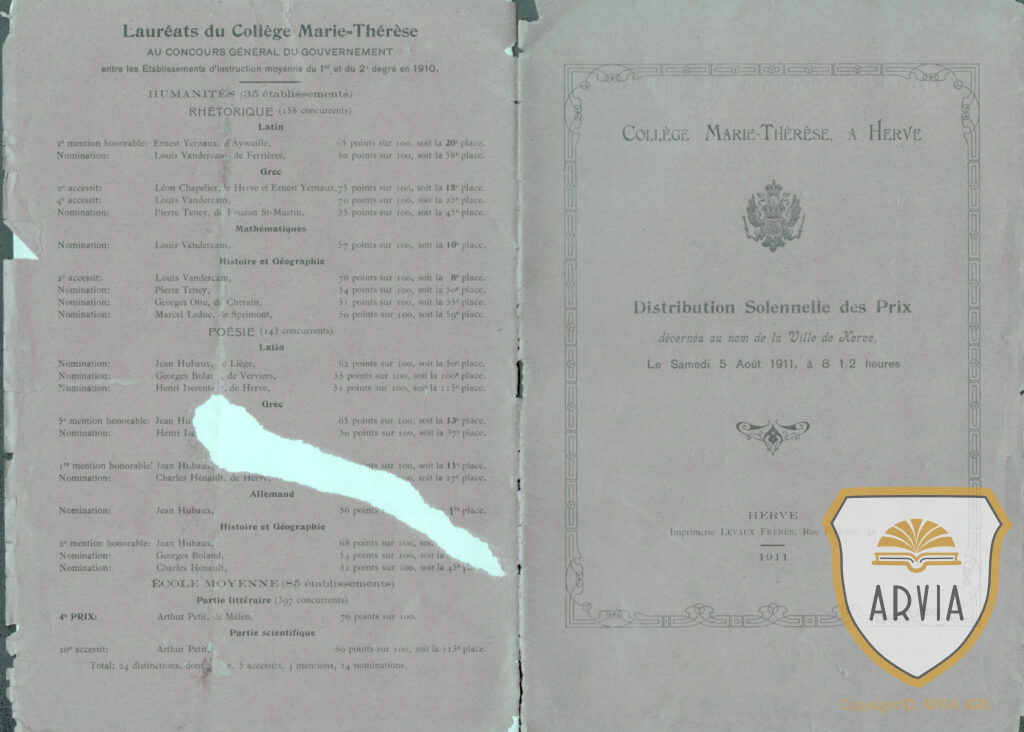 Lauréats du Collège Marie-Thérèse
AU CONCOURS GÉNÉRAL DU GOUVERNEMENT
entre les Établissements d'instruction moyenne du 1er et du 2e degré en 1910.
HUMANITÉS (35 établissements)
RHÉTORIQUE (158 concurrents)
Latin
2e mention honorable: Ernest Yernaux, d'Aywaille, 65 points sur 100, soit la 20e place.
Nomination: Louis Vandercam, de Ferrières, 50 points sur 100, soit la 58e place.
Grec
2e accessit: Léon Chapelier, de Herve et Ernest Yernaux, 75 points sur 100, soit la 15e place.
4e accessit: Louis Vandercam, 70 points sur 100, soit la 25e place.
Nomination: Pierre Teney, de Fouron St-Martin, 55 points sur 100, soit la 45e place.
Mathématiques
Nomination: Louis Vandercam, 57 points sur 100, soit la 10e place.
Histoire et Géographie
2e accessit: Louis Vandercam, 76 points sur 100, soit la 8e place.
Nomination: Pierre Teney, 54 points sur 100, soit la 50e place.
Nomination: Georges Otte, de Cherain, 52 points sur 100, soit la 55e place.
Nomination: Marcel Leduc, de Sprimont, 50 points sur 100, soit la 59e place.
POÉSIE (145 concurrents)
Latin
Nomination: Jean Hubaux, de Liège, 62 points sur 100, soit la 50e place.
Nomination: Georges Boland, de Verviers, 55 points sur 100, soit la 100e place.
Nomination: Henri Iserentant, de Herve, 51 points sur 100, soit la 115e place.
Grec
5e mention honorable: Jean Hu 65 points sur 100, soit la 13e place.
Nomination: Henri 50 points sur 100, soit la 57e place.
1re mention honorable: Jean Hubaux, points sur 100, soit la 11e place.
Nomination: Charles Hénault, de Herve, sur 100, soit la 27e place.
Allemand
Nomination: Jean Hubaux, 56 points 1re place.
Histoire et Géographie
2e mention honorable: Jean Hubaux, 68 points sur 100, soit
Nomination: Georges Boland, 54 points sur 100, soit la
Nomination: Charles Hénault, 52 points sur 100, soit la 45e
ÉCOLE MOYENNE (85 établissements)
Partie littéraire (397 concurrents)
4e PRIX: Arthur Petit, de Mélen, 76 points sur 100.
Partie scientifique
20e accessit: Arthur Petit, 60 points sur 100, soit la 113e place.
Total: 24 distinctions, dont 5 accessits, 4 mentions, 14 nominations.
COLLÈGE MARIE-THÉRÈSE, A HERVE
Distribution Solennelle des Prix
décernés au nom de la Ville de Herve,
Le Samedi 5 Août 1911, à 8 1/2 heures
HERVE
Imprimerie LEVAUX FRÈRES, Rue
1911
ARVIA